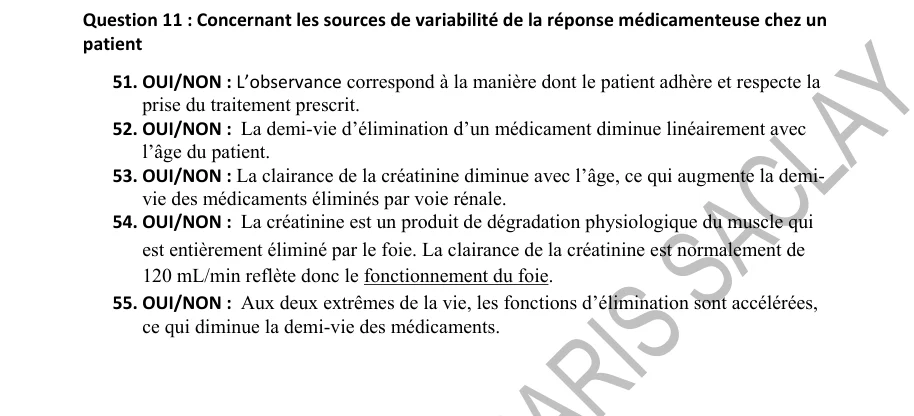 Question 11 : Concernant les sources de variabilité de la réponse médicamenteuse chez un
patient
51. OUI/NON : L’observance correspond à la manière dont le patient adhère et respecte la
prise du traitement prescrit.
52. OUI/NON : La demi-vie d’élimination d’un médicament diminue linéairement avec
l’âge du patient.
53. OUI/NON : La clairance de la créatinine diminue avec l’âge, ce qui augmente la demi-
vie des médicaments éliminés par voie rénale.
54. OUI/NON : La créatinine est un produit de dégradation physiologique du muscle qui
est entièrement éliminé par le foie. La clairance de la créatinine est normalement de
120 mL/min reflète donc le fonctionnement du foie.
55. OUI/NON : Aux deux extrêmes de la vie, les fonctions d’élimination sont accélérées,
ce qui diminue la demi-vie des médicaments.
ARIS SACLAY